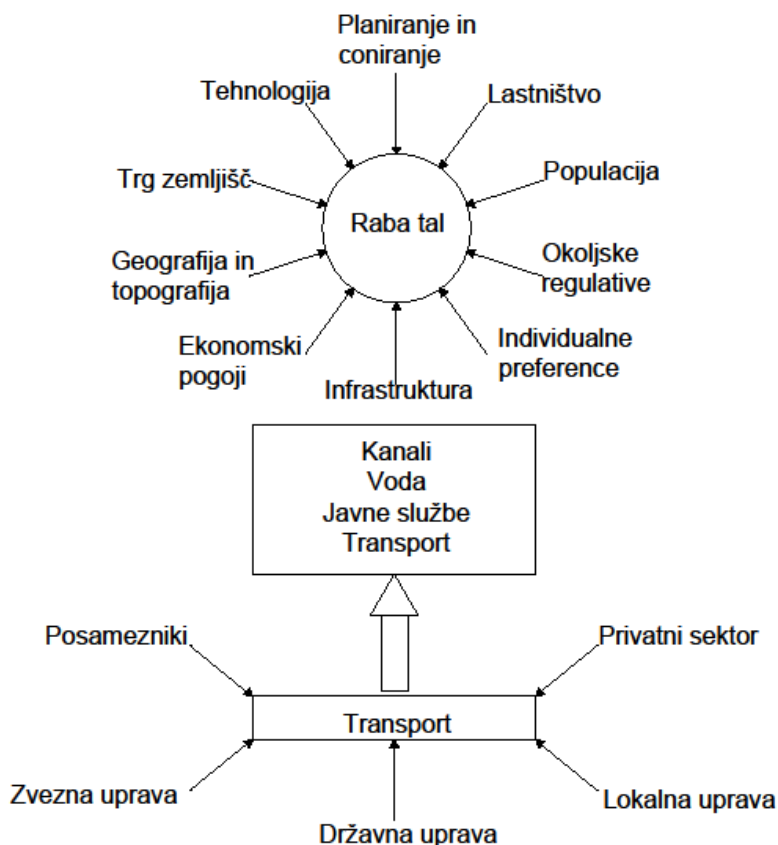 Planiranje in
coniranje
Tehnologija
Lastništvo
Trg zemljišč
Populacija
Raba tal
Geografija in
topografija
Okoljske
regulative
Ekonomski
pogoji
Individualne
preference
Infrastruktura
Kanali
Voda
Javne službe
Transport
Posamezniki
Privatni sektor
Transport
Zvezna uprava
Lokalna uprava
Državna uprava